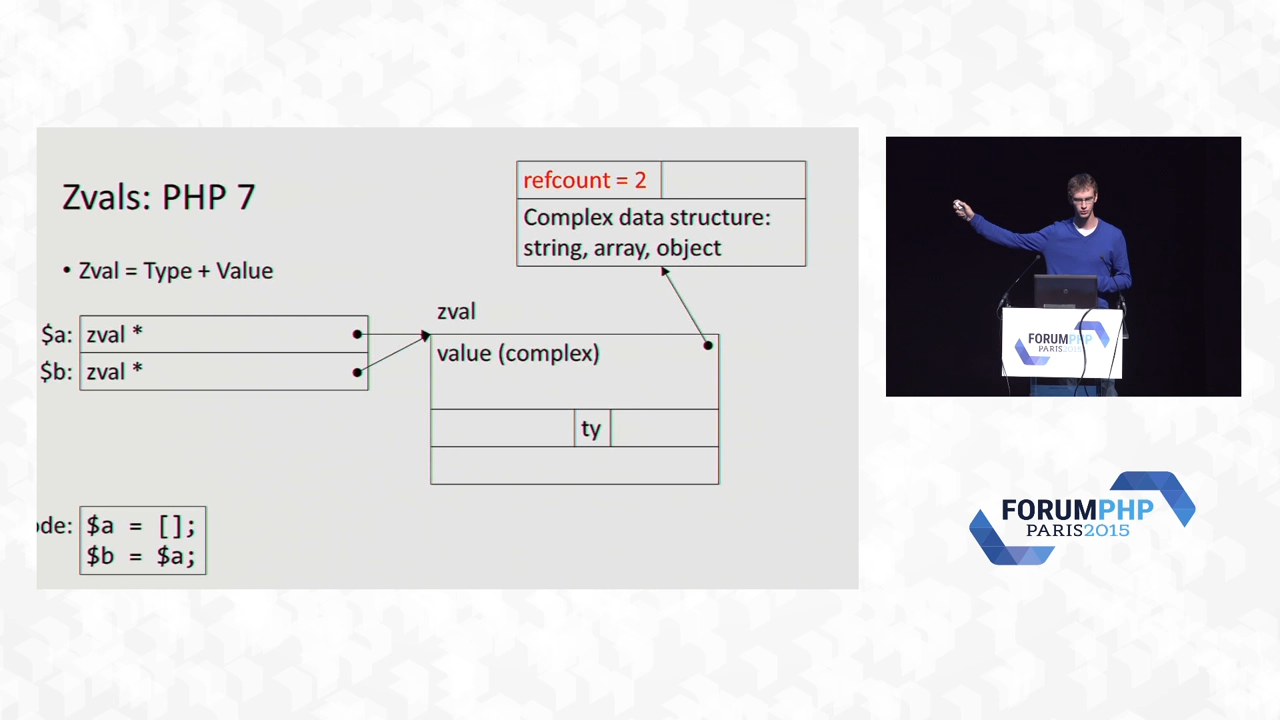 Zvals: PHP 7
• Zval = Type + Value
refcount = 2
Complex data structure:
string, array, object
$a: zval *
$b: zval *
zval
value (complex)
ty
ode: $a = [];
$b = $a;
FORUMPHP
PARIS2015
FORUMPHP
PARIS2015